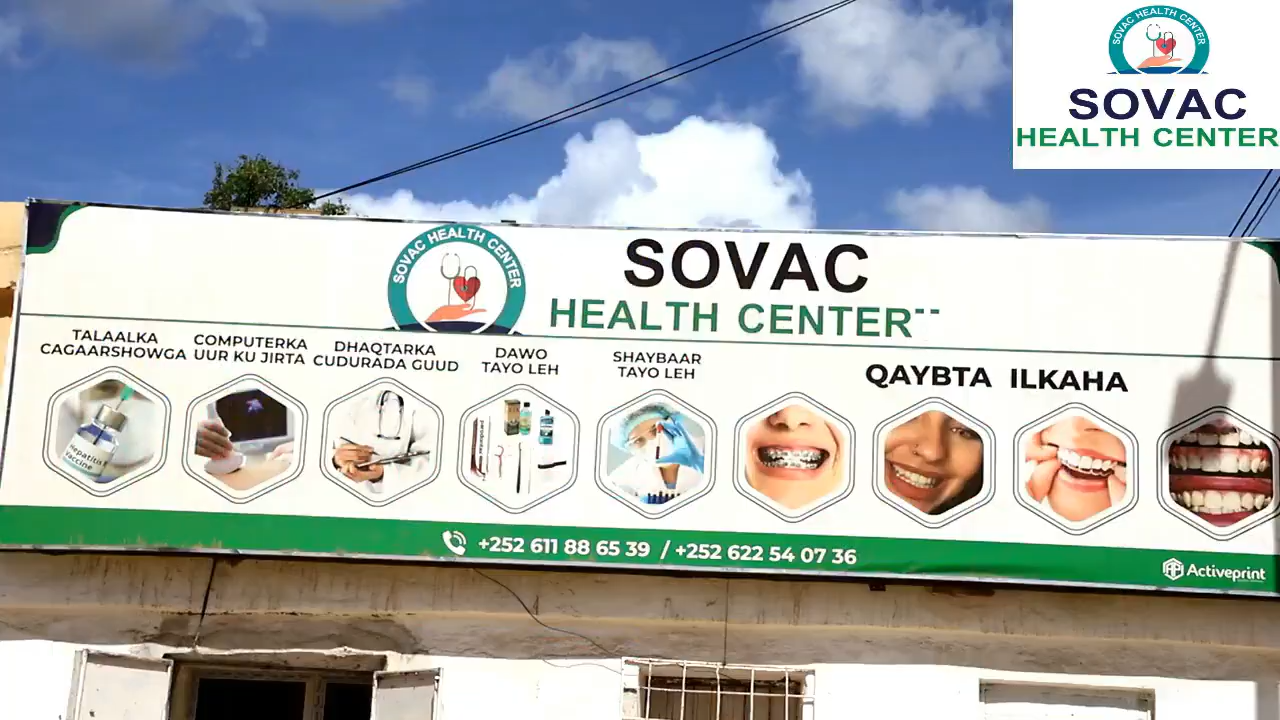 SOVAC HEALTH CENTER
SOVAC
HEALTH CENTER
SOVAC HEALTH CENTER
SOVAC
HEALTH CENTER
TALAALKA
CAGAARSHOWGA
COMPUTERKA
UUR KU JIRTA
DHAQTARKA
CUDURADA GUUD
DAWO
TAYO LEH
SHAYBAAR
TAYO LEH
QAYBTA ILKAHA
Hepatitis
Vaccine
+252 611 88 65 39 / +252 622 54 07 36
Activeprint